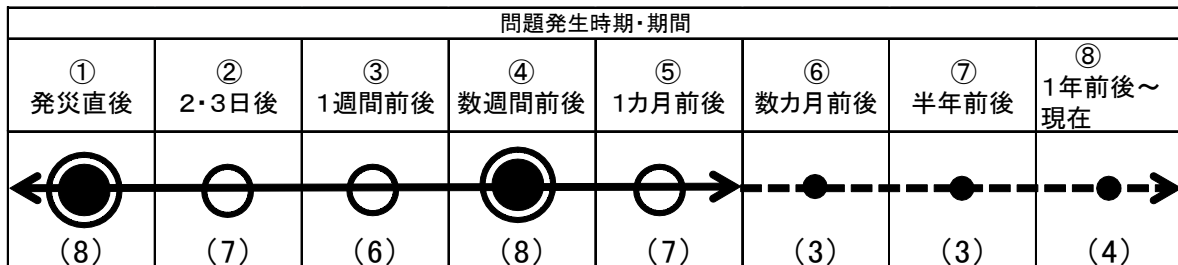 問題発生時期・期間
① ② ③ ④ ⑤ ⑥ ⑦ ⑧
発災直後 2・3日後 1週間前後 数週間前後 1カ月前後 数カ月前後 半年前後 1年前後～
現在
(8) (7) (6) (8) (7) (3) (3) (4)